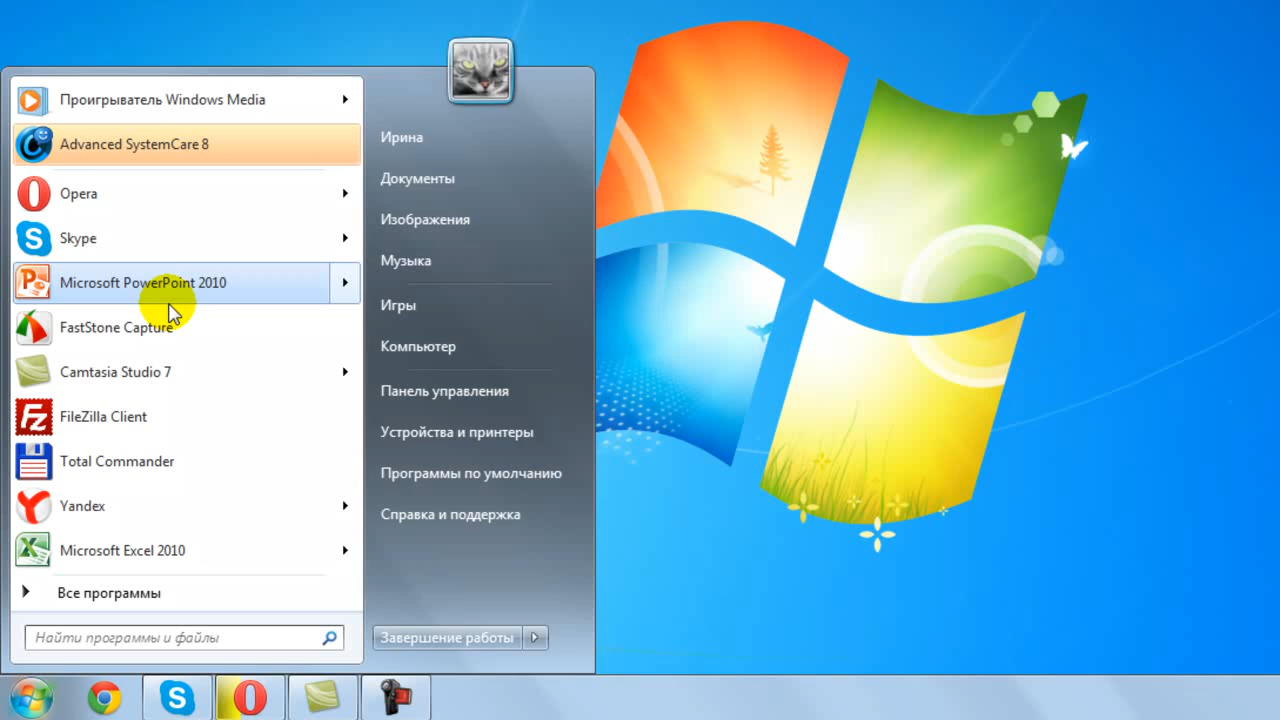 Проигрыватель Windows Media
Advanced SystemCare 8
Opera
Skype
Microsoft PowerPoint 2010
FastStone Capture
Camtasia Studio 7
FileZilla Client
Total Commander
Yandex
Microsoft Excel 2010
Все программы
Найти программы и файлы
Ирина
Документы
Изображения
Музыка
Игры
Компьютер
Панель управления
Устройства и принтеры
Программы по умолчанию
Справка и поддержка
Завершение работы